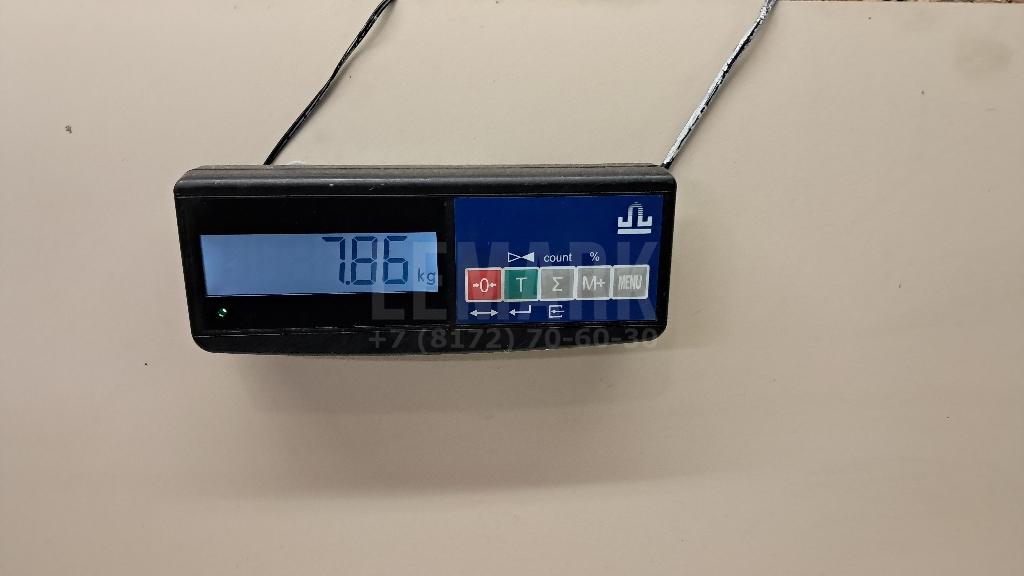 7.86 kg
count %
→0← T Σ M+ MENU
LEMARK
+7 (8172) 70-60-30